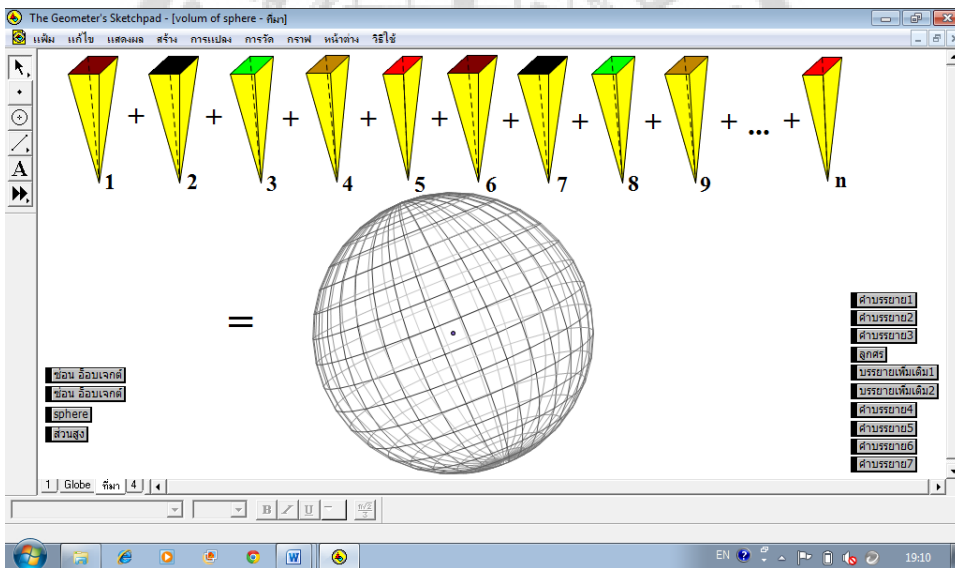 The Geometer's Sketchpad - [volum of sphere - ที่มา]
แฟ้ม แก้ไข แสดงผล สร้าง การแปลง การวัด กราฟ หน้าต่าง วิธีใช้
+ + + + + + + + + ... +
1 2 3 4 5 6 7 8 9 n
=
ซ่อน อ็อบเจกต์
ซ่อน อ็อบเจกต์
sphere
ส่วนสูง
คำบรรยาย1
คำบรรยาย2
คำบรรยาย3
ลูกศร
บรรยายเพิ่มเติม1
บรรยายเพิ่มเติม2
คำบรรยาย4
คำบรรยาย5
คำบรรยาย6
คำบรรยาย7
A
1 Globe ที่มา 4
B I U
EN 19:10